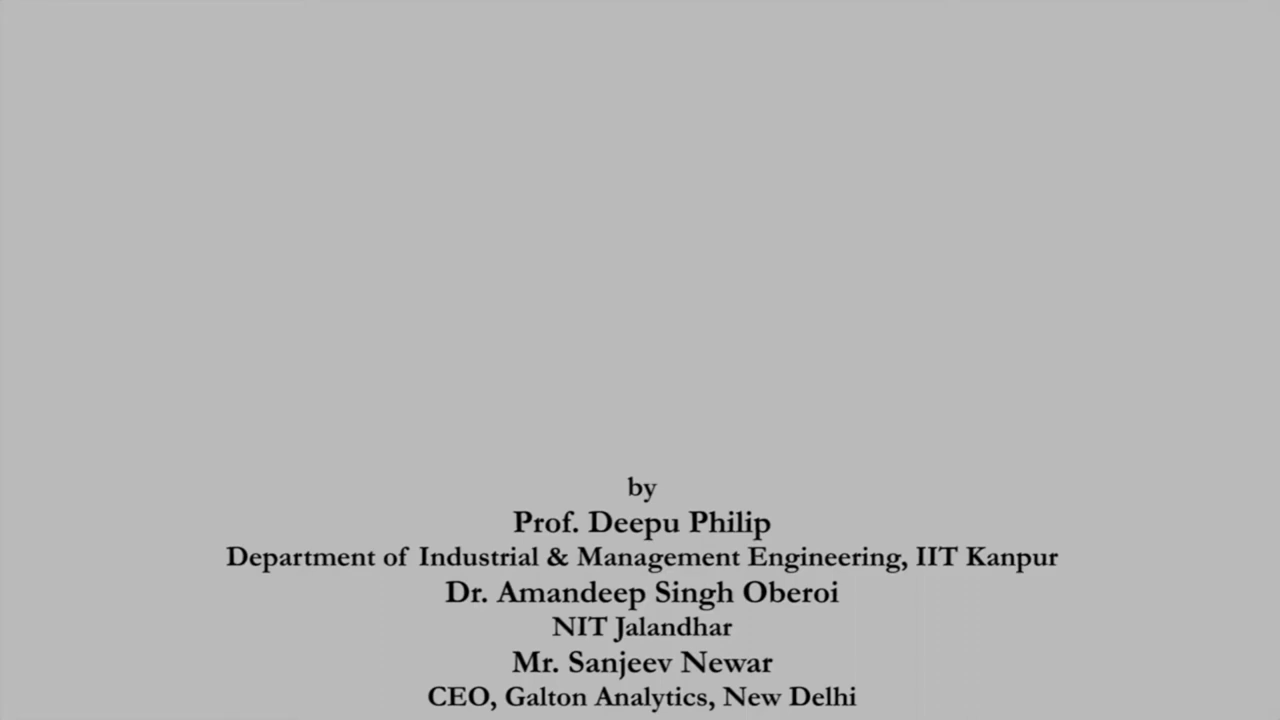 by
Prof. Deepu Philip
Department of Industrial & Management Engineering, IIT Kanpur
Dr. Amandeep Singh Oberoi
NIT Jalandhar
Mr. Sanjeev Newar
CEO, Galton Analytics, New Delhi